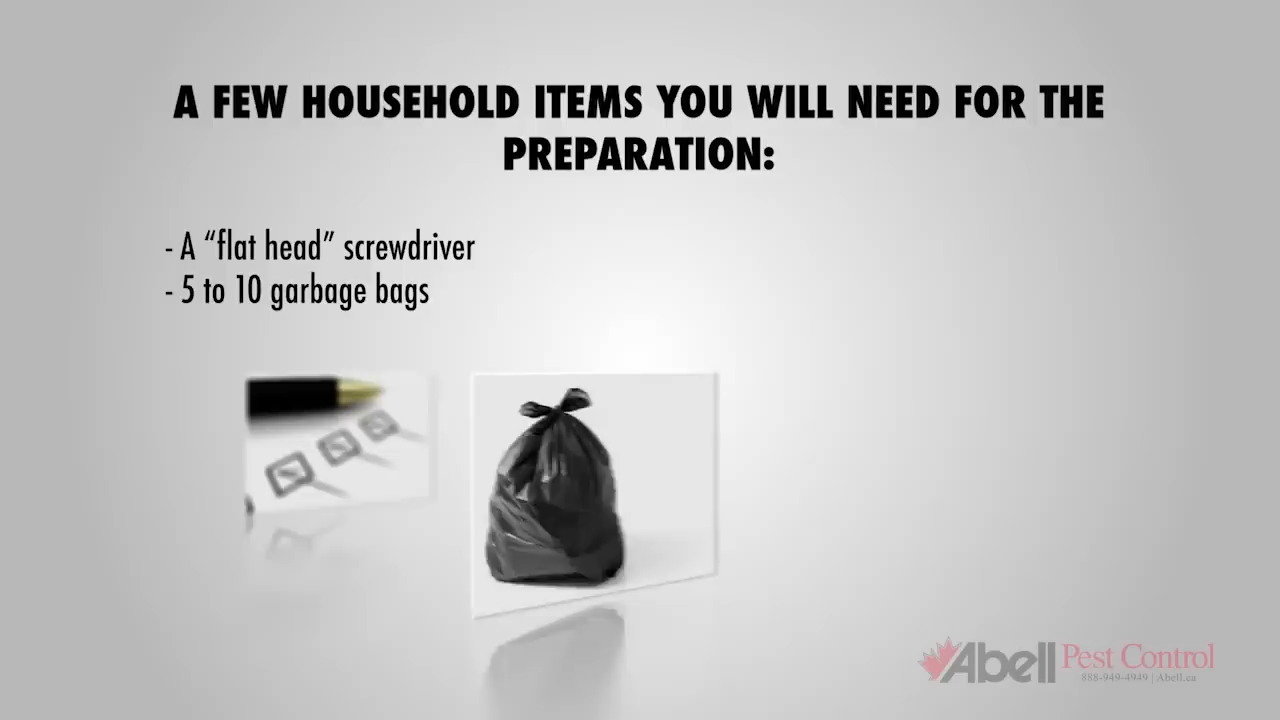 A FEW HOUSEHOLD ITEMS YOU WILL NEED FOR THE
PREPARATION:
- A “flat head” screwdriver
- 5 to 10 garbage bags
Abell Pest Control
888-949-4949 | Abell.ca